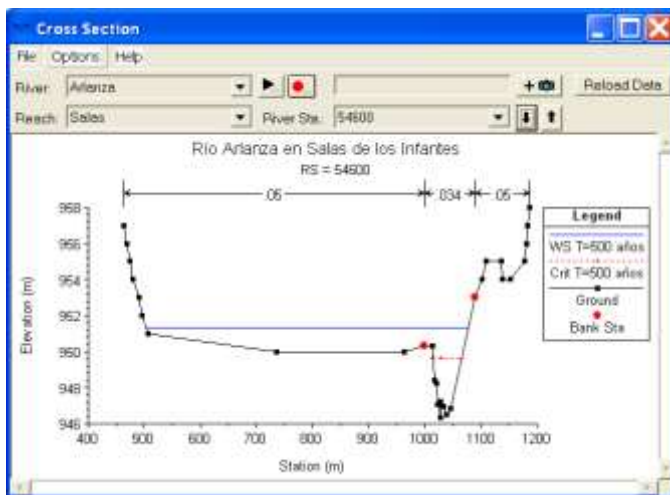 Cross Section
File Options Help
River: Arlanza Reload Data
Reach: Salas River Sta.: 54600
Río Arlanza en Salas de los Infantes
RS = 54600
.05 .034 .05
958
956
954
952
950
948
946
400 500 600 700 800 900 1000 1100 1200
Elevation (m)
Station (m)
Legend
WS T=500 años
Crit T=500 años
Ground
Bank Sta